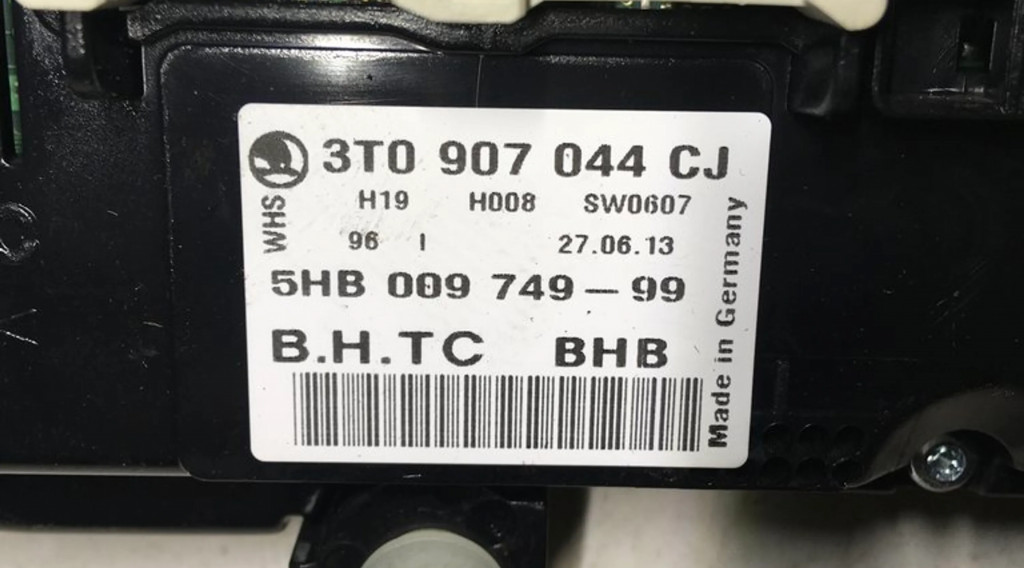 3T0 907 044 CJ
H19 H008 SW0607
WHS
96 I 27.06.13
5HB 009 749-99
B.H.TC BHB
Made in Germany